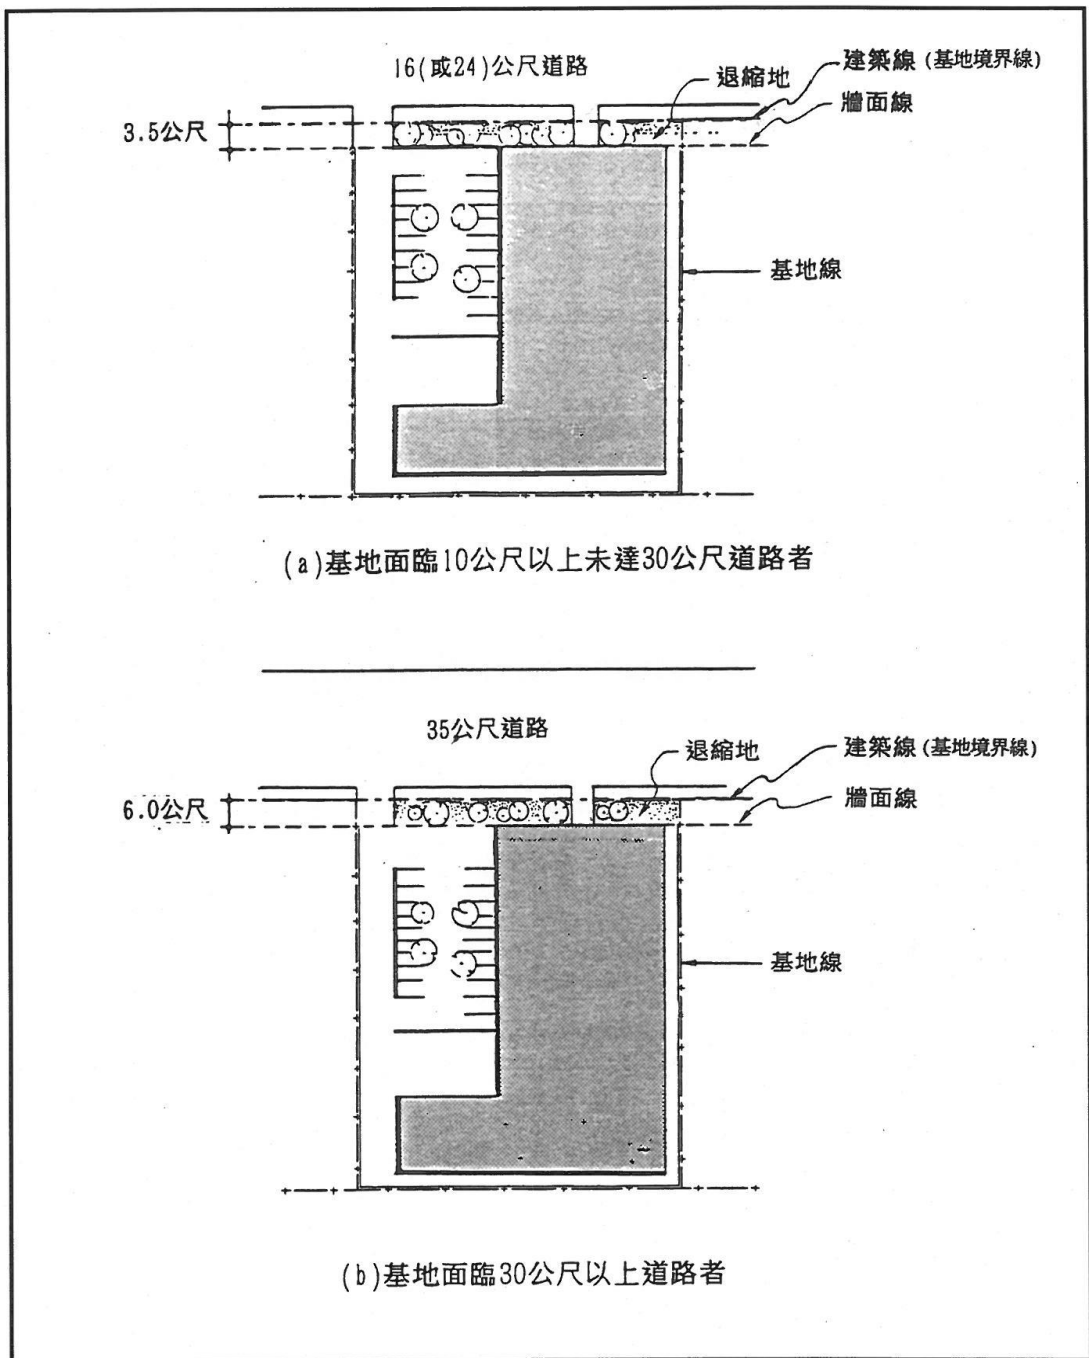 16(或24)公尺道路
退縮地
建築線(基地境界線)
牆面線
3.5公尺
基地線
(a)基地面臨10公尺以上未達30公尺道路者
35公尺道路
退縮地
建築線(基地境界線)
牆面線
6.0公尺
基地線
(b)基地面臨30公尺以上道路者